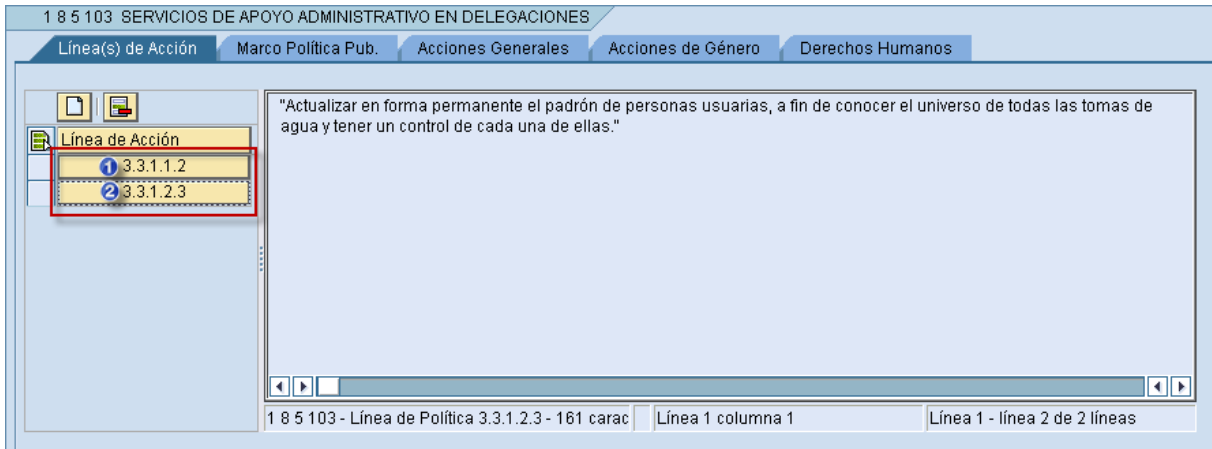 1 8 5 103 SERVICIOS DE APOYO ADMINISTRATIVO EN DELEGACIONES
Línea(s) de Acción Marco Política Pub. Acciones Generales Acciones de Género Derechos Humanos
"Actualizar en forma permanente el padrón de personas usuarias, a fin de conocer el universo de todas las tomas de
agua y tener un control de cada una de ellas."
Línea de Acción
1 3.3.1.1.2
2 3.3.1.2.3
1 8 5 103 - Línea de Política 3.3.1.2.3 - 161 carac Línea 1 columna 1 Línea 1 - línea 2 de 2 líneas